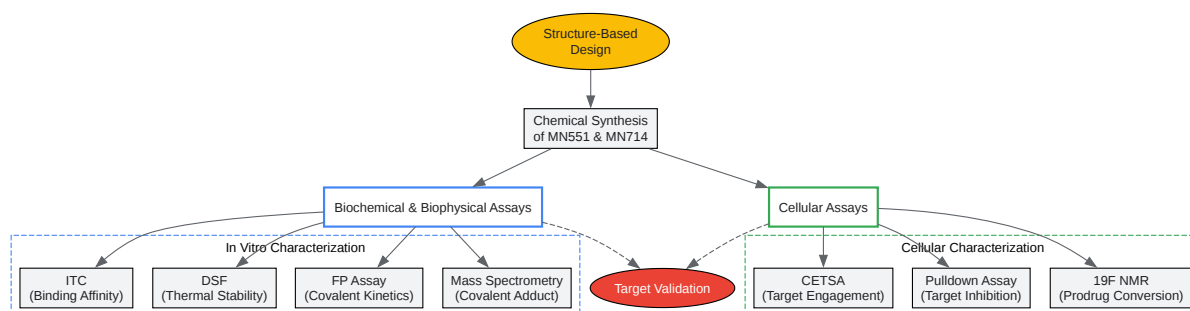 Structure-Based
Design
Chemical Synthesis
of MN551 & MN714
Biochemical & Biophysical Assays
Cellular Assays
In Vitro Characterization
Cellular Characterization
ITC
(Binding Affinity)
DSF
(Thermal Stability)
FP Assay
(Covalent Kinetics)
Mass Spectrometry
(Covalent Adduct)
Target Validation
CETSA
(Target Engagement)
Pulldown Assay
(Target Inhibition)
19F NMR
(Prodrug Conversion)